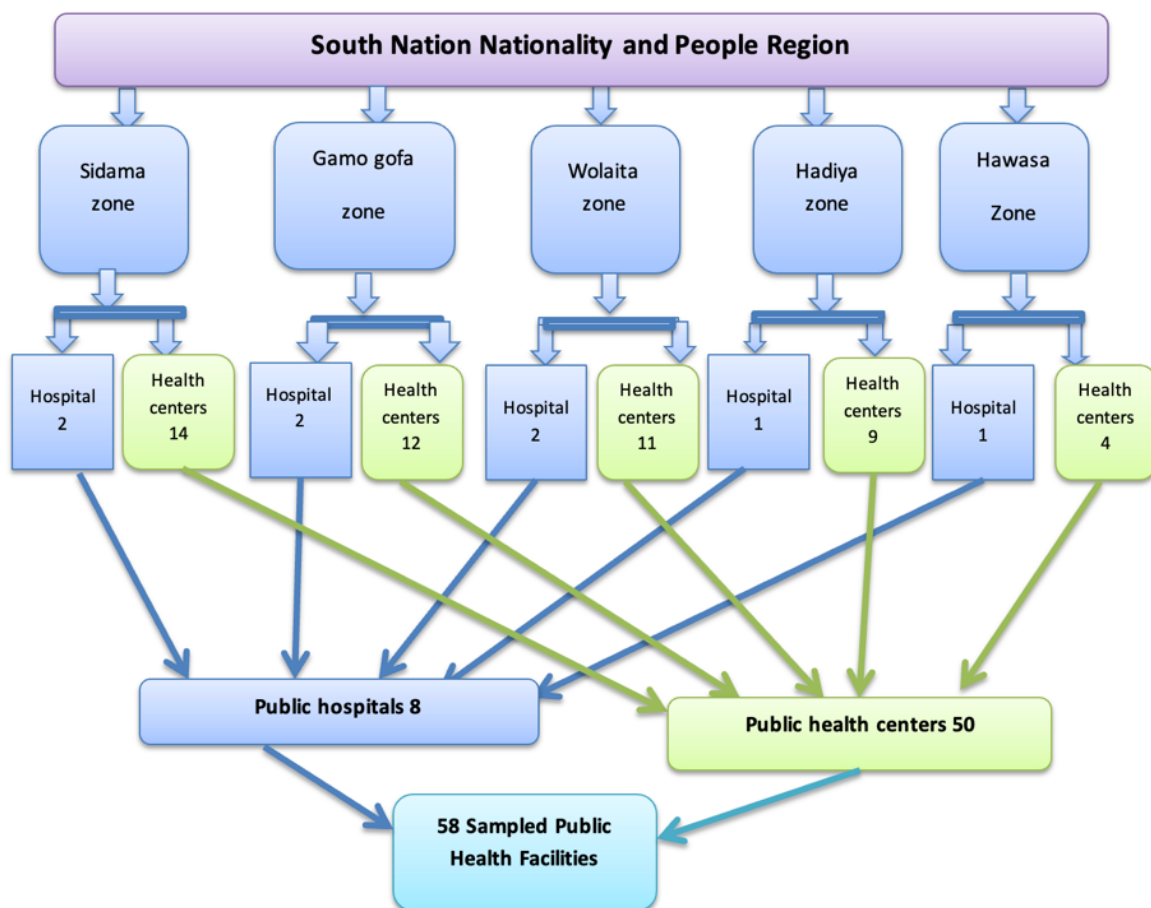 South Nation Nationality and People Region
Sidama
zone
Gamo gofa
zone
Wolaita
zone
Hadiya
zone
Hawasa
Zone
Hospital
2
Health
centers
14
Hospital
2
Health
centers
12
Hospital
2
Health
centers
11
Hospital
1
Health
centers
9
Hospital
1
Health
centers
4
Public hospitals 8
Public health centers 50
58 Sampled Public
Health Facilities